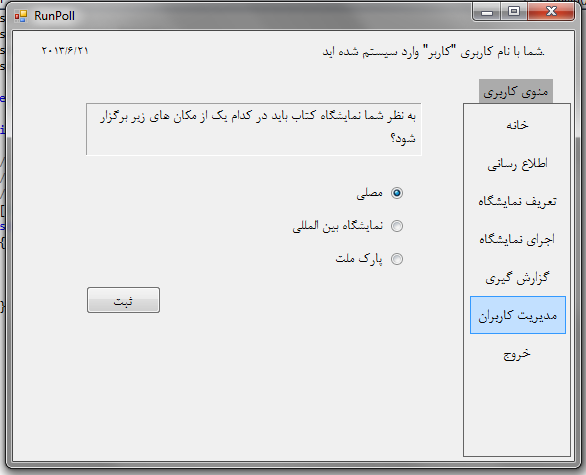 RunPoll
شما با نام کاربری "کاربر" وارد سیستم شده اید.
۲۰۱۳/۶/۲۱
منوی کاربری
خانه
اطلاع رسانی
تعریف نمایشگاه
اجرای نمایشگاه
گزارش گیری
مدیریت کاربران
خروج
به نظر شما نمایشگاه کتاب باید در کدام یک از مکان های زیر برگزار
شود؟
مصلی
نمایشگاه بین المللی
پارک ملت
ثبت